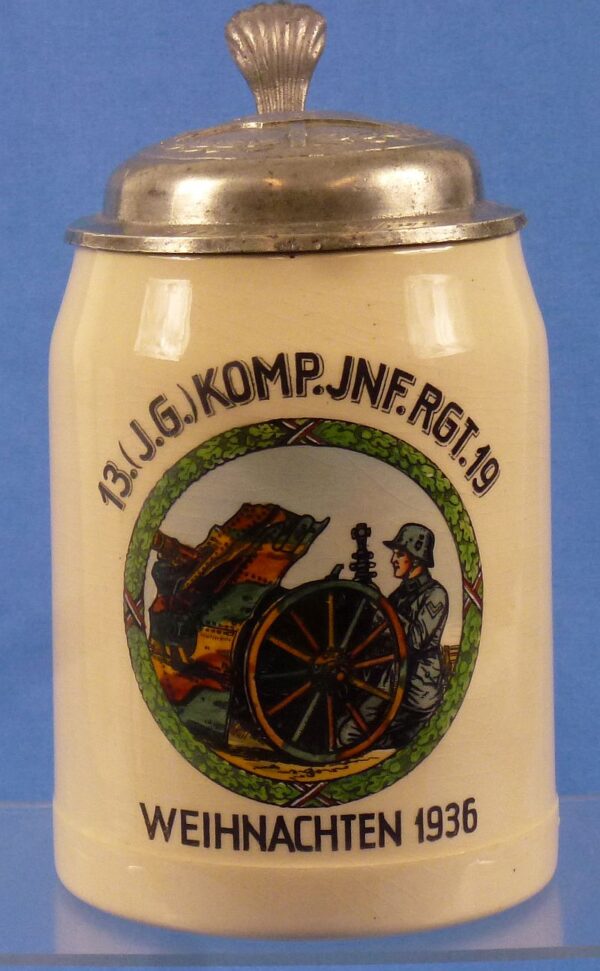 13.(J.G.)KOMP.JNF.RGT.19
WEIHNACHTEN 1936